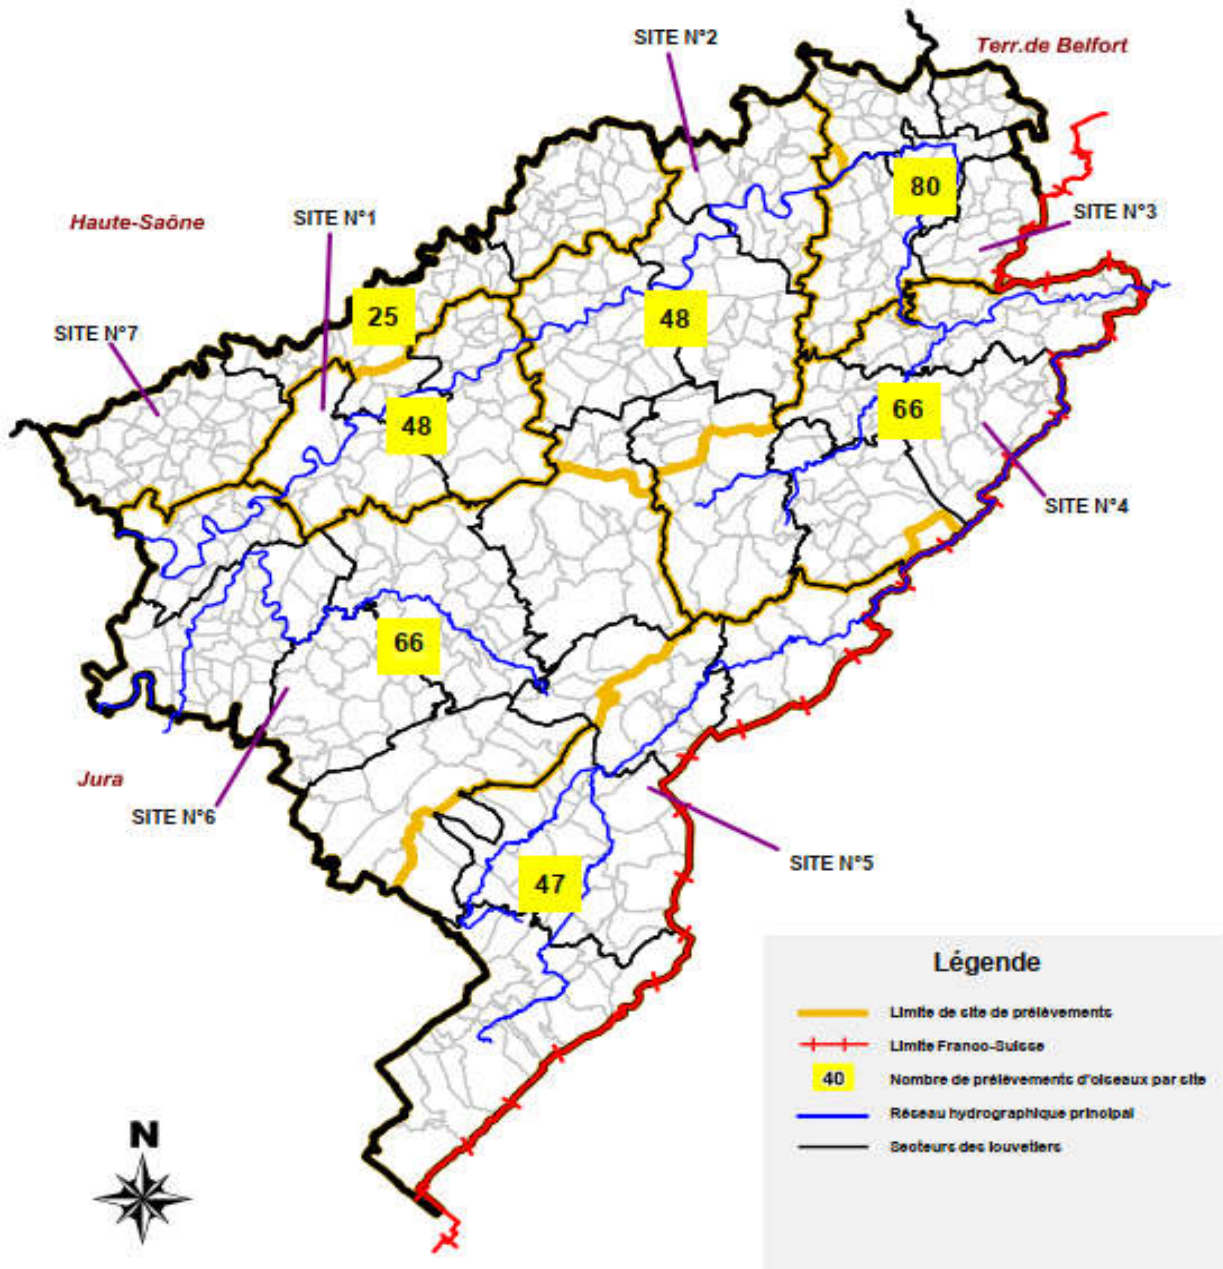 SITE N°2
Terr.de Belfort
80
SITE N°3
Haute-Saône
SITE N°1
25
48
SITE N°7
48
66
SITE N°4
66
Jura
SITE N°6
SITE N°5
47
Légende
Limite de site de prélèvements
Limite Franco-Suisse
40 Nombre de prélèvements d'oiseaux par site
Réseau hydrographique principal
Secteurs des louvetiers
N